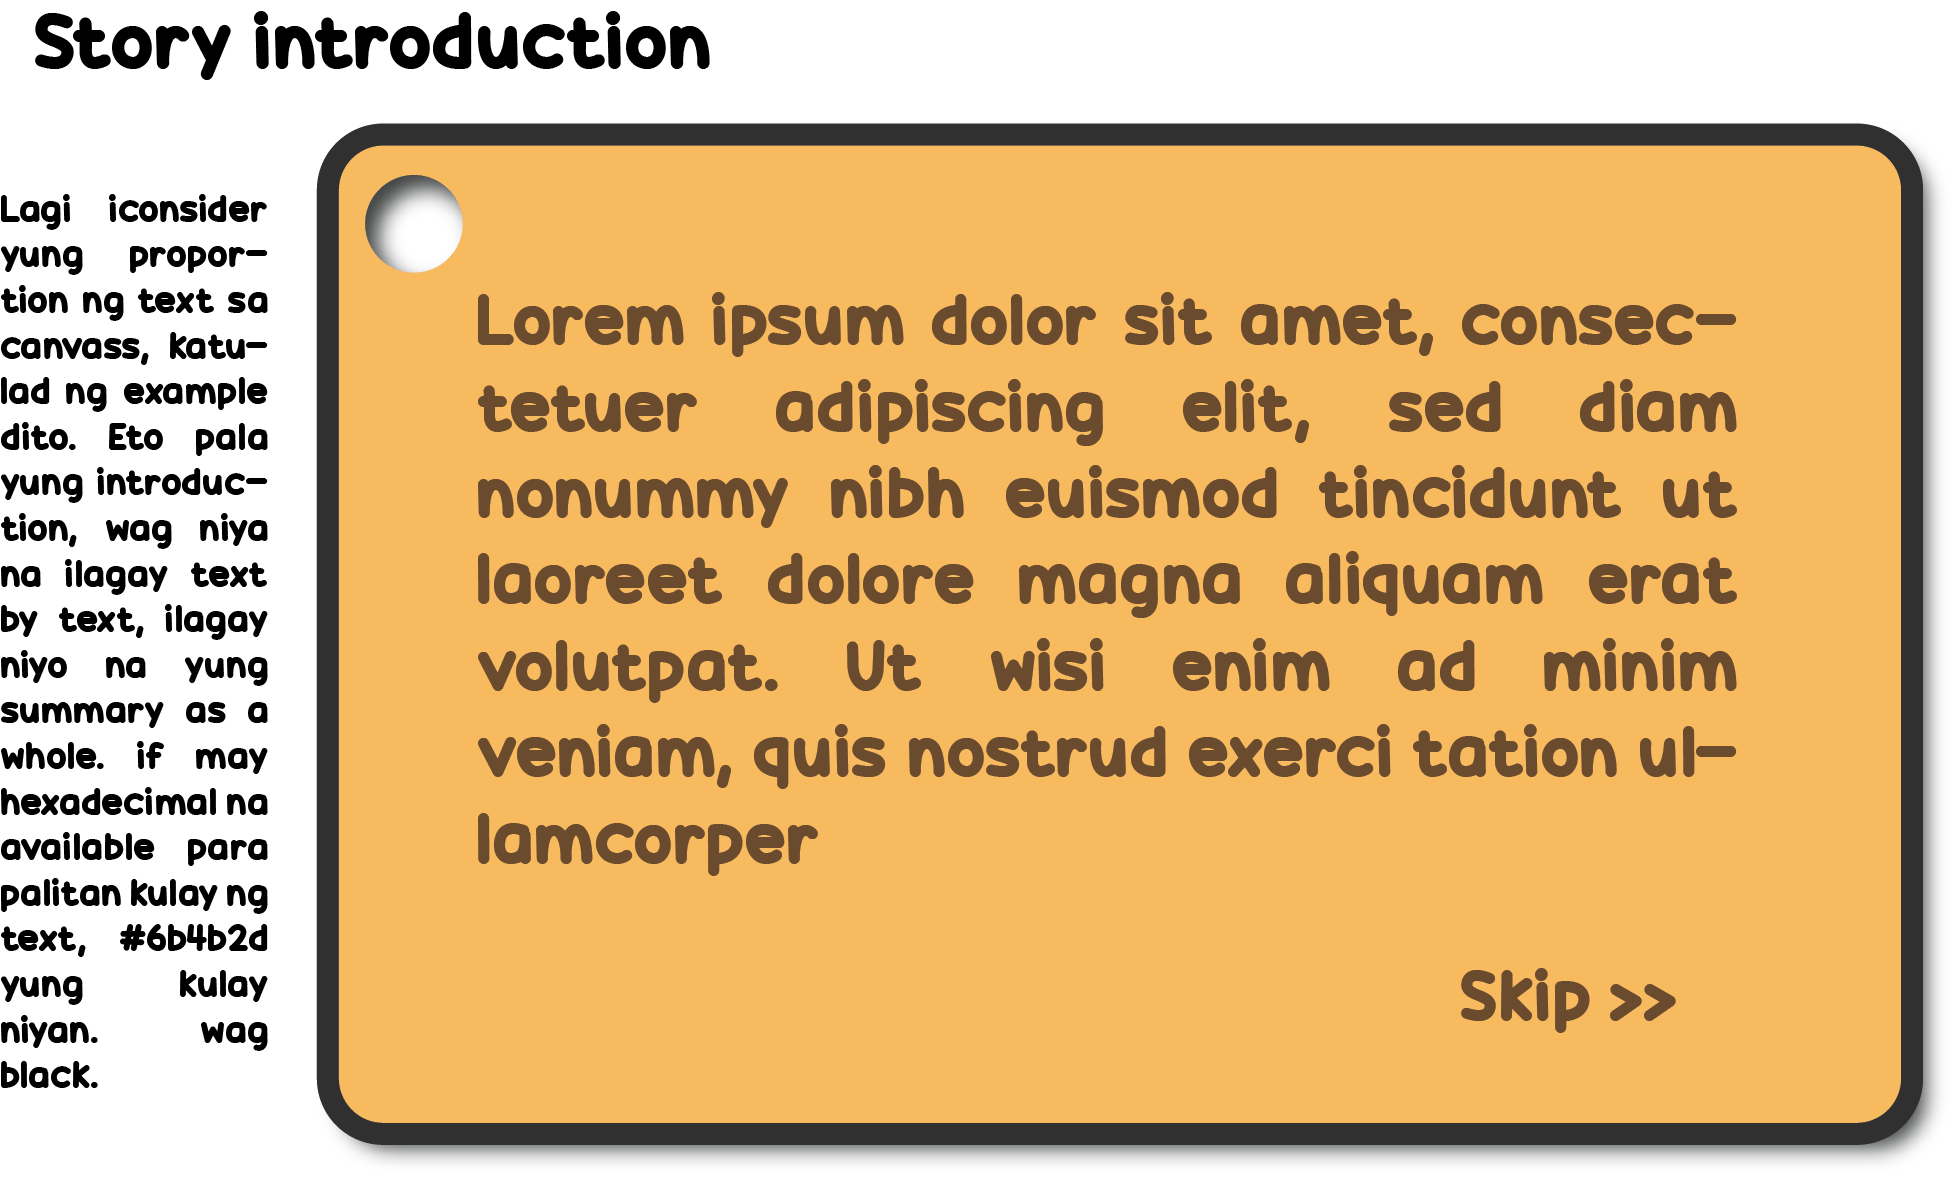 Story introduction
Lagi iconsider
yung propor-
tion ng text sa
canvass, katu-
lad ng example
dito. Eto pala
yung introduc-
tion, wag niya
na ilagay text
by text, ilagay
niyo na yung
summary as a
whole. if may
hexadecimal na
available para
palitan kulay ng
text, #6b4b2d
yung kulay
niyan. wag
black.
Lorem ipsum dolor sit amet, consec-
tetuer adipiscing elit, sed diam
nonummy nibh euismod tincidunt ut
laoreet dolore magna aliquam erat
volutpat. Ut wisi enim ad minim
veniam, quis nostrud exerci tation ul-
lamcorper
Skip >>